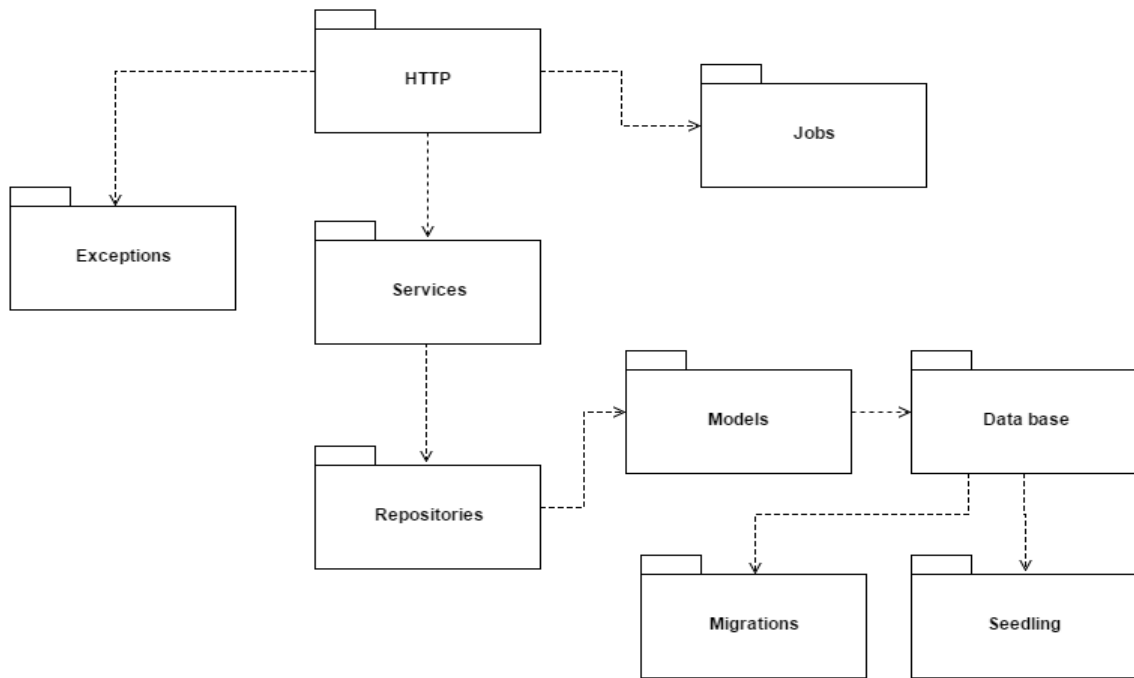 HTTP
Jobs
Exceptions
Services
Models
Data base
Repositories
Migrations
Seedling